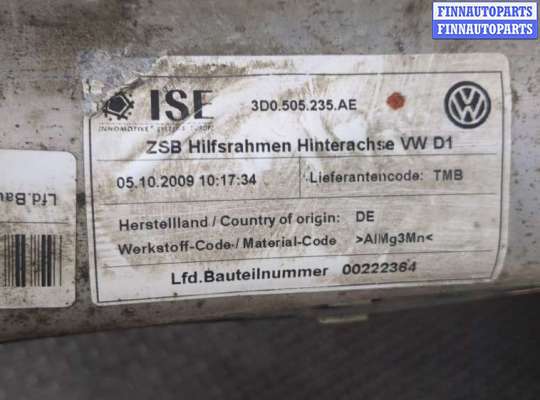 FINNAUTOPARTS
FINNAUTOPARTS
ISE
INNOMOTIVE SYSTEMS EUROPE
3D0.505.235.AE
ZSB Hilfsrahmen Hinterachse VW D1
05.10.2009 10:17:34
Lieferantencode: TMB
Herstellland / Country of origin: DE
Werkstoff-Code / Material-Code >AlMg3Mn<
Lfd.Bauteilnummer 00222364
Lfd.Bau